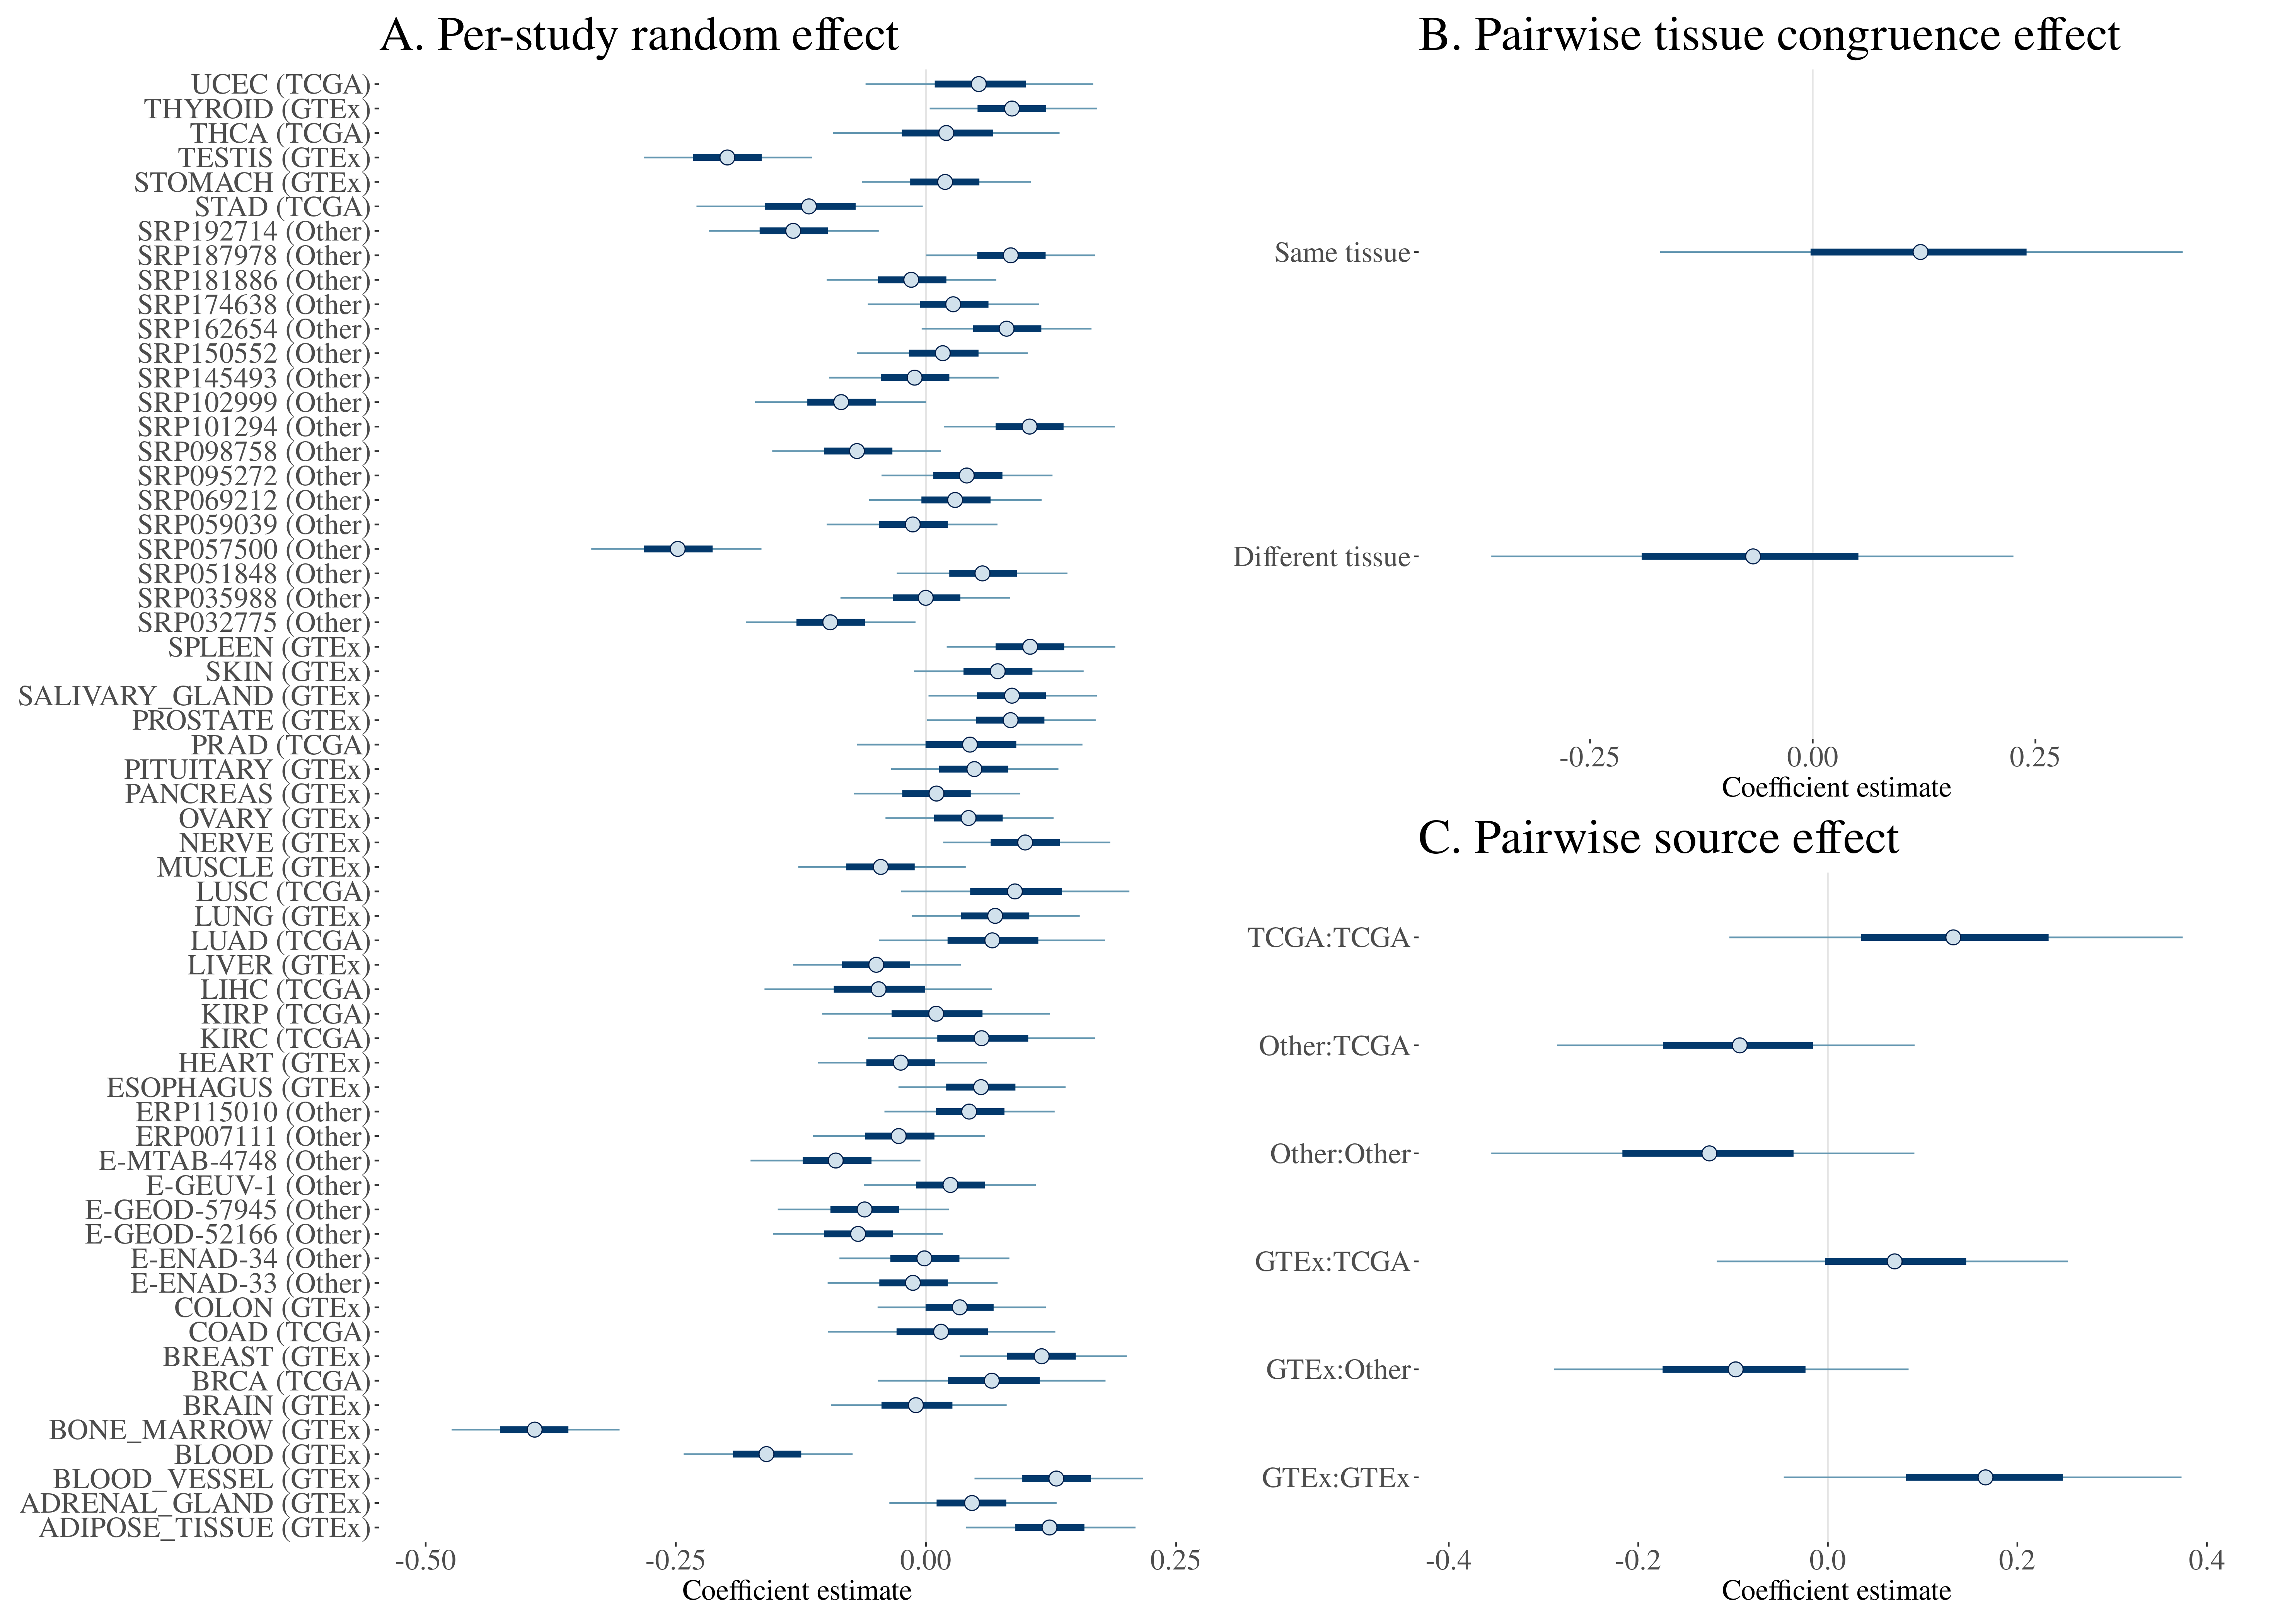 A. Per-study random effect
UCEC (TCGA)
THYROID (GTEx)
THCA (TCGA)
TESTIS (GTEx)
STOMACH (GTEx)
STAD (TCGA)
SRP192714 (Other)
SRP187978 (Other)
SRP181886 (Other)
SRP174638 (Other)
SRP162654 (Other)
SRP150552 (Other)
SRP145493 (Other)
SRP102999 (Other)
SRP101294 (Other)
SRP098758 (Other)
SRP095272 (Other)
SRP069212 (Other)
SRP059039 (Other)
SRP057500 (Other)
SRP051848 (Other)
SRP035988 (Other)
SRP032775 (Other)
SPLEEN (GTEx)
SKIN (GTEx)
SALIVARY_GLAND (GTEx)
PROSTATE (GTEx)
PRAD (TCGA)
PITUITARY (GTEx)
PANCREAS (GTEx)
OVARY (GTEx)
NERVE (GTEx)
MUSCLE (GTEx)
LUSC (TCGA)
LUNG (GTEx)
LUAD (TCGA)
LIVER (GTEx)
LIHC (TCGA)
KIRP (TCGA)
KIRC (TCGA)
HEART (GTEx)
ESOPHAGUS (GTEx)
ERP115010 (Other)
ERP007111 (Other)
E-MTAB-4748 (Other)
E-GEUV-1 (Other)
E-GEOD-57945 (Other)
E-GEOD-52166 (Other)
E-ENAD-34 (Other)
E-ENAD-33 (Other)
COLON (GTEx)
COAD (TCGA)
BREAST (GTEx)
BRCA (TCGA)
BRAIN (GTEx)
BONE_MARROW (GTEx)
BLOOD (GTEx)
BLOOD_VESSEL (GTEx)
ADRENAL_GLAND (GTEx)
ADIPOSE_TISSUE (GTEx)
-0.50 -0.25 0.00 0.25
Coefficient estimate
B. Pairwise tissue congruence effect
Same tissue
Different tissue
-0.25 0.00 0.25
Coefficient estimate
C. Pairwise source effect
TCGA:TCGA
Other:TCGA
Other:Other
GTEx:TCGA
GTEx:Other
GTEx:GTEx
-0.4 -0.2 0.0 0.2 0.4
Coefficient estimate